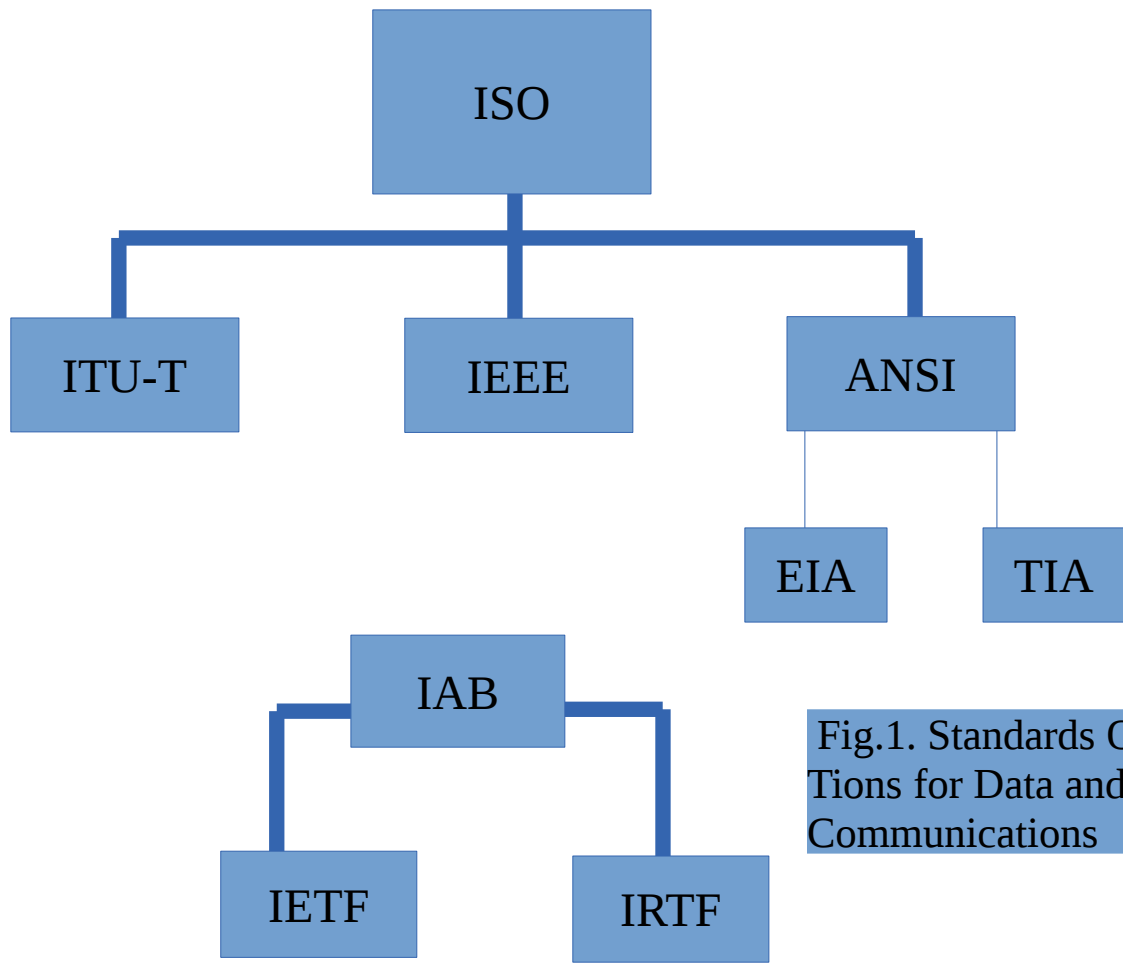 ISO
ITU-T
IEEE
ANSI
EIA
TIA
IAB
IETF
IRTF
Fig.1. Standards
Tions for Data and
Communications